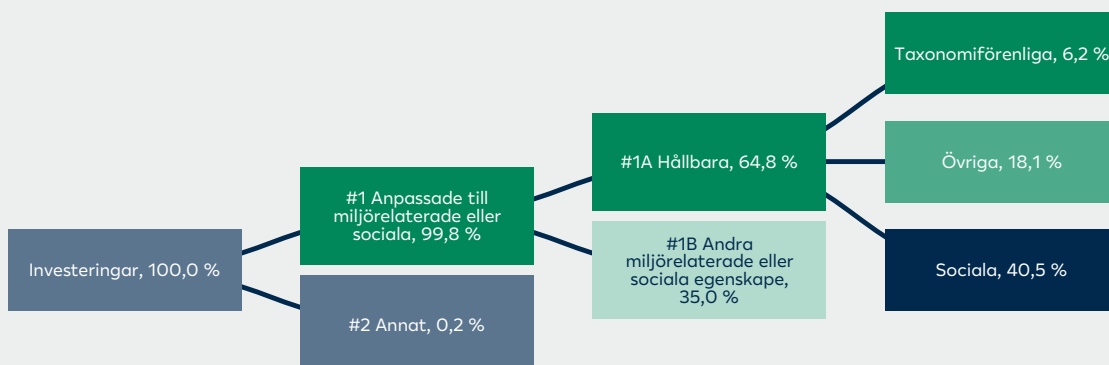 Investeringar, 100,0 %
#1 Anpassade till
miljörelaterade eller
sociala, 99,8 %
#2 Annat, 0,2 %
#1A Hållbara, 64,8 %
#1B Andra
miljörelaterade eller
sociala egenskape,
35,0 %
Taxonomiförenliga, 6,2 %
Övriga, 18,1 %
Sociala, 40,5 %